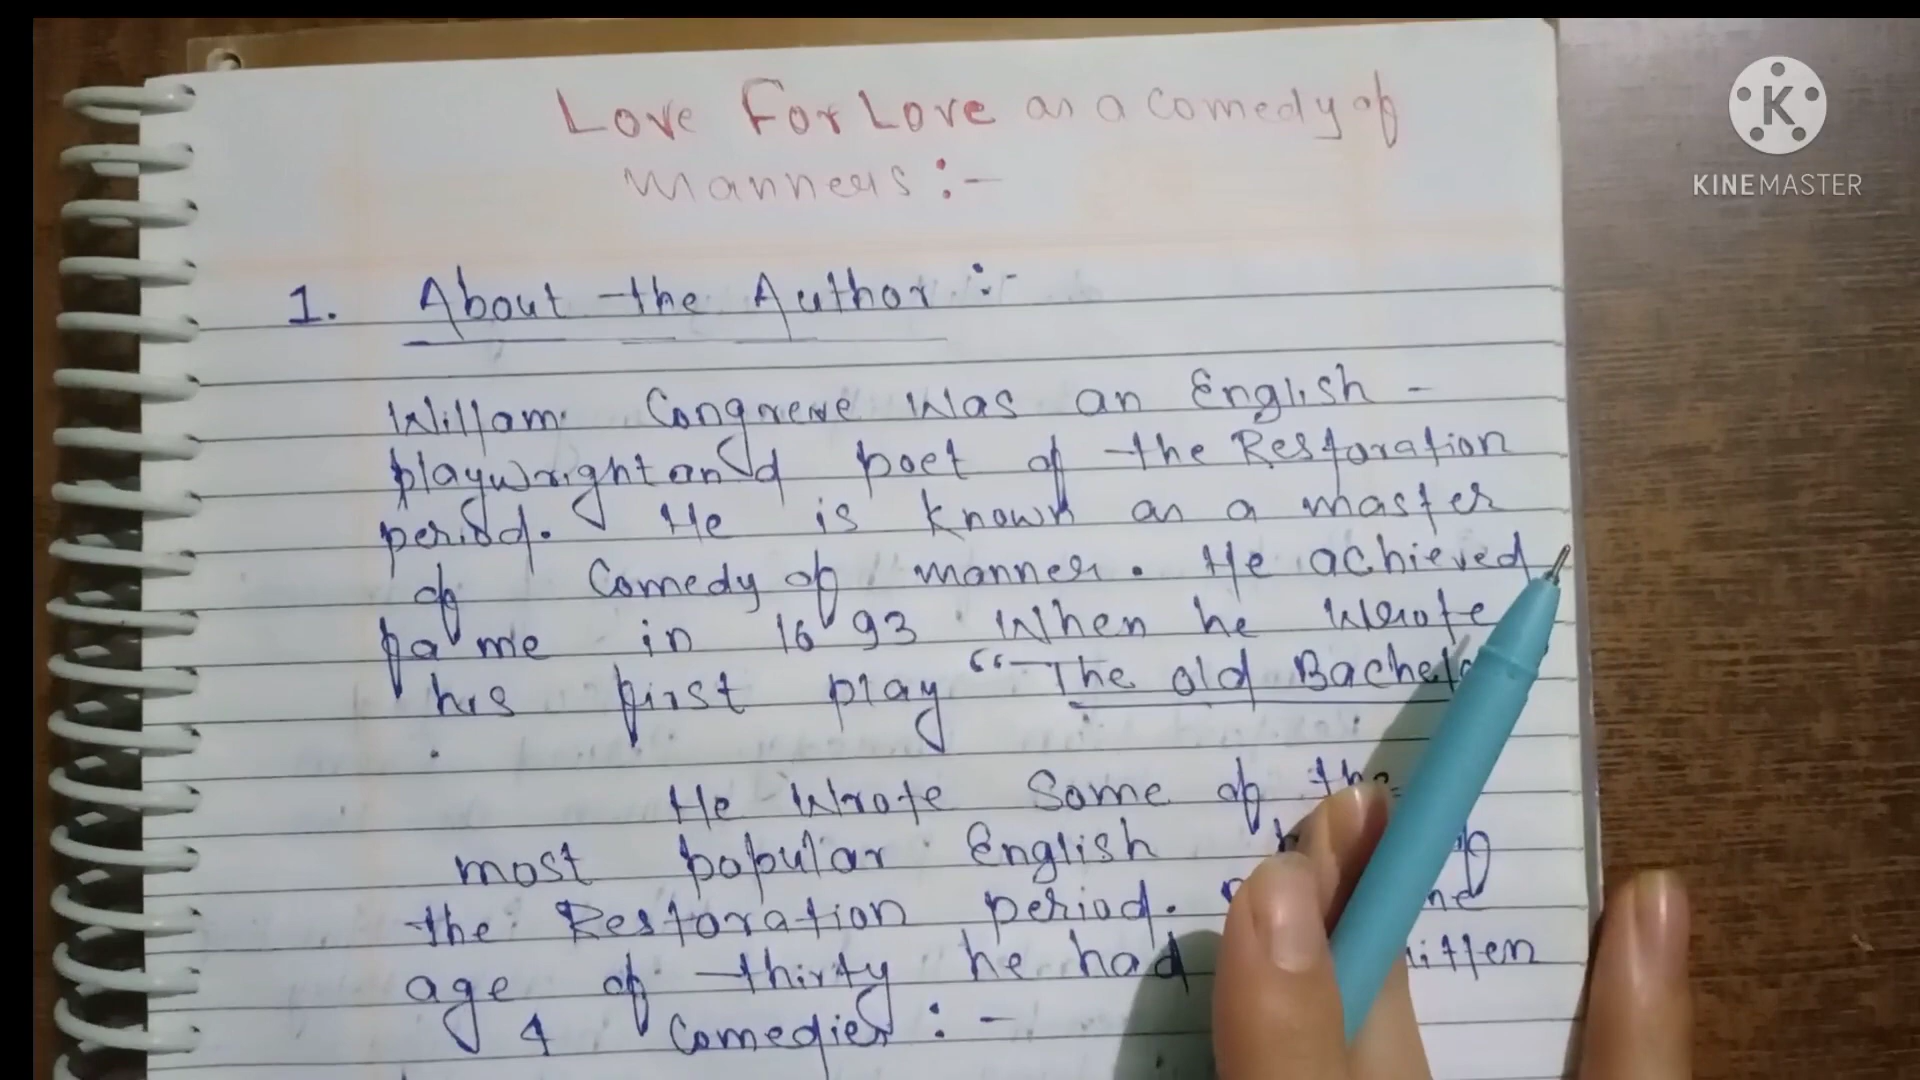 Love For Love as a comedy of
Manners :-
1. About the Author :-
William Congreve Was an English -
playwright and poet of the Restoration
period. He is known as a master
of Comedy of manner. He achieved
fame in 1693 When he Wrote
his first play "The old
He Wrote Some of the
most popular English
the Restoration period.
age of thirty he had
4 Comedies :-
K
KINEMASTER